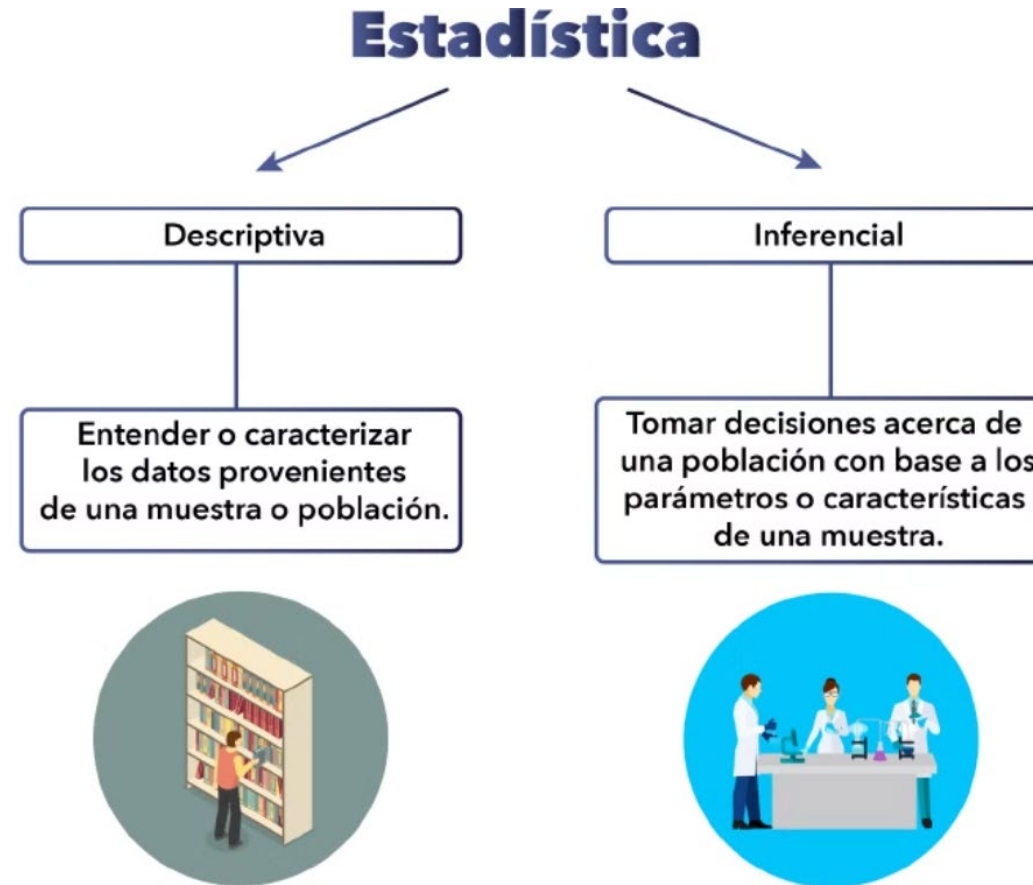 Estadística
Descriptiva
Inferencial
Entender o caracterizar
los datos provenientes
de una muestra o población.
Tomar decisiones acerca de
una población con base a los
parámetros o características
de una muestra.